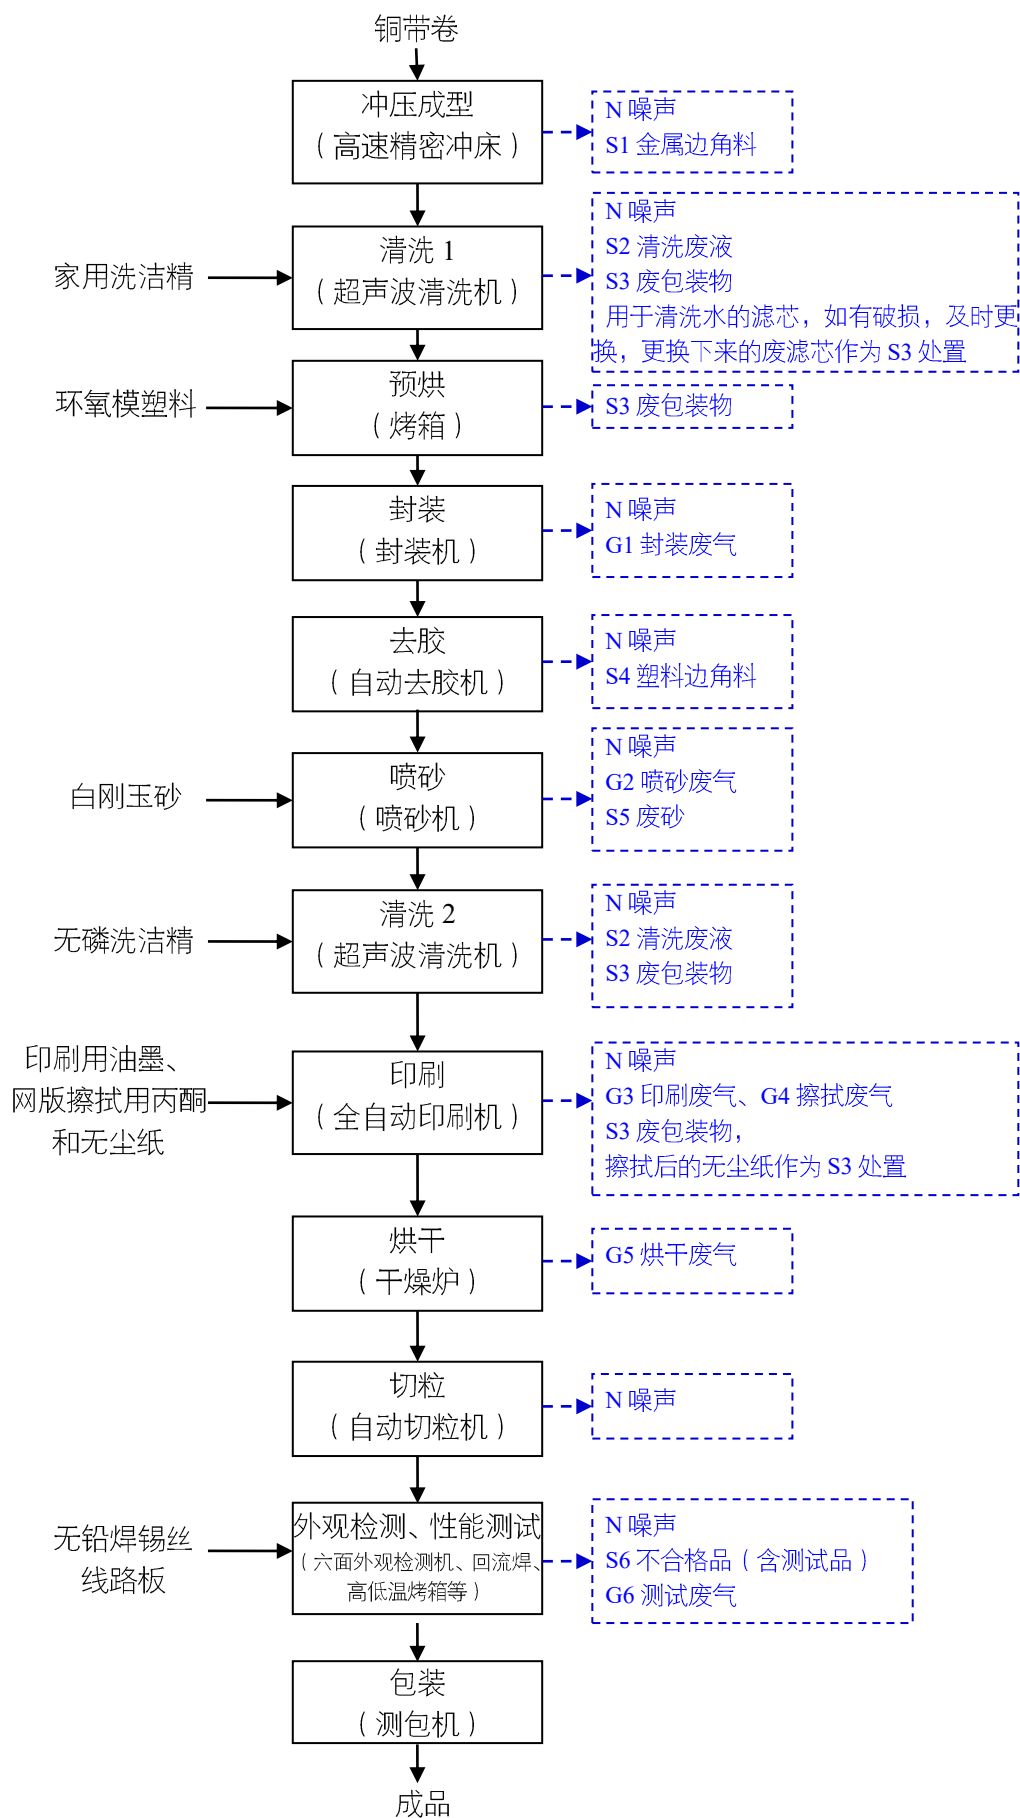 铜带卷
冲压成型
（高速精密冲床）
N 噪声
S1 金属边角料
家用洗洁精
清洗 1
（超声波清洗机）
N 噪声
S2 清洗废液
S3 废包装物
用于清洗水的滤芯，如有破损，及时更
换，更换下来的废滤芯作为 S3 处置
环氧模塑料
预烘
（烤箱）
S3 废包装物
封装
（封装机）
N 噪声
G1 封装废气
去胶
（自动去胶机）
N 噪声
S4 塑料边角料
白刚玉砂
喷砂
（喷砂机）
N 噪声
G2 喷砂废气
S5 废砂
无磷洗洁精
清洗 2
（超声波清洗机）
N 噪声
S2 清洗废液
S3 废包装物
印刷用油墨、
网版擦拭用丙酮
和无尘纸
印刷
（全自动印刷机）
N 噪声
G3 印刷废气、G4 擦拭废气
S3 废包装物，
擦拭后的无尘纸作为 S3 处置
烘干
（干燥炉）
G5 烘干废气
切粒
（自动切粒机）
N 噪声
无铅焊锡丝
线路板
外观检测、性能测试
（六面外观检测机、回流焊、
高低温烤箱等）
N 噪声
S6 不合格品（含测试品）
G6 测试废气
包装
（测包机）
成品